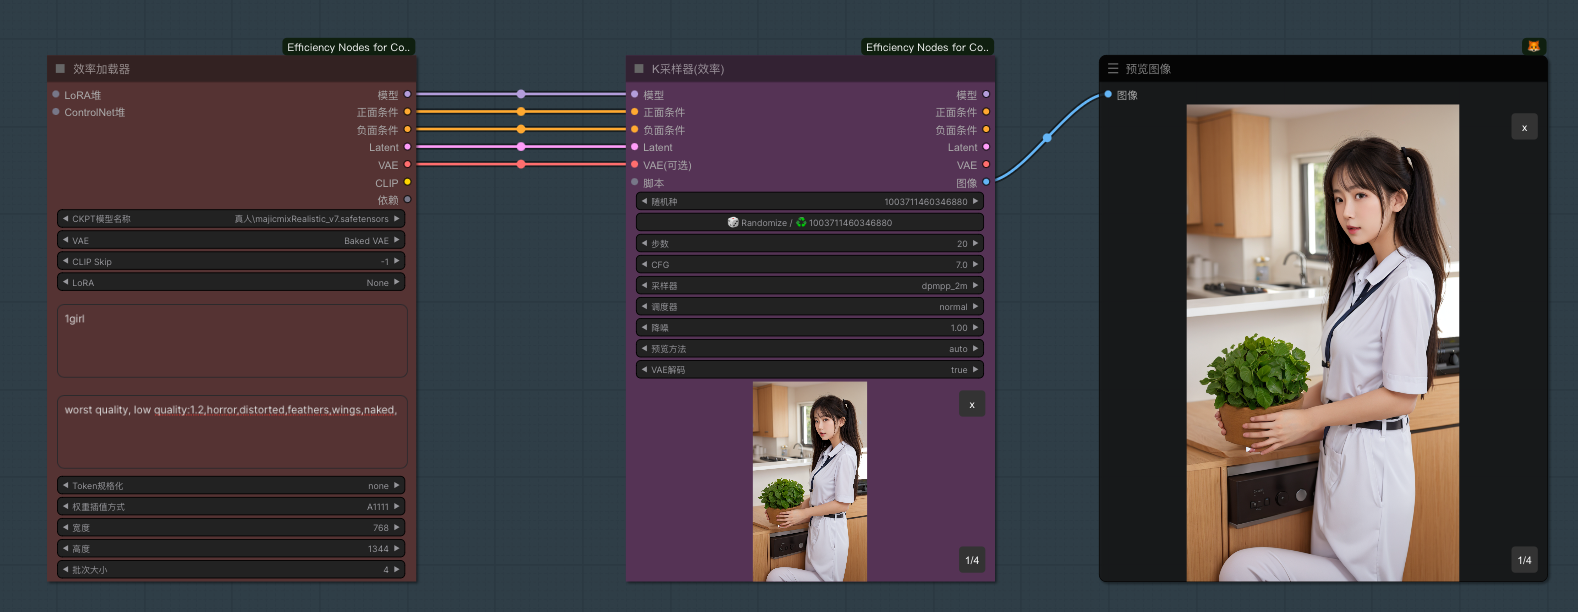 Efficiency Nodes for Co..
效率加载器
LoRA堆
模型
ControlNet堆
正面条件
负面条件
Latent
VAE
CLIP
依赖
CKPT模型名称
真人\majicmixRealistic_v7.safetensors
VAE
Baked VAE
CLIP Skip
-1
LoRA
None
1girl
worst quality, low quality:1.2,horror,distorted,feathers,wings,naked,
Token规格化
none
权重插值方式
A1111
宽度
768
高度
1344
批次大小
4
Efficiency Nodes for Co..
K采样器(效率)
模型
模型
正面条件
正面条件
负面条件
负面条件
Latent
Latent
VAE(可选)
VAE
脚本
图像
随机种
1003711460346880
Randomize / 1003711460346880
步数
20
CFG
7.0
采样器
dpmpp_2m
调度器
normal
降噪
1.00
预览方法
auto
VAE解码
true
x
1/4
预览图像
图像
x
1/4